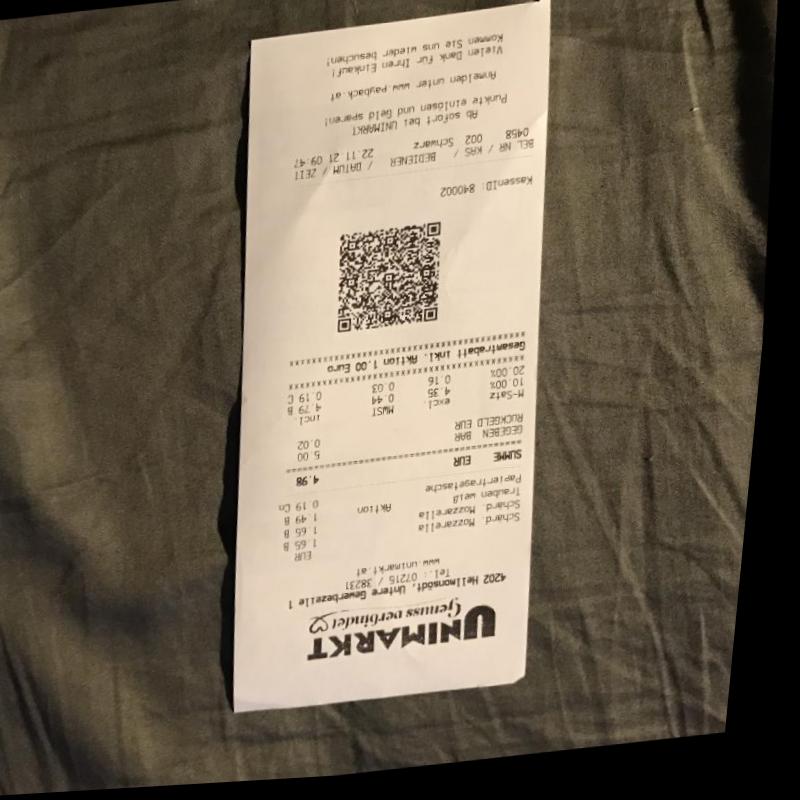 UNIMARKT
Genuss verbindet
4202 Hellmonsödt, Untere Gewerbezeile 1
Tel.: 07215 / 38231
www.unimarkt.at
EUR
Schärd. Mozzarella 1.65 B
Schärd. Mozzarella 1.65 B
Trauben weiß Aktion 1.49 B
Papiertragetasche 0.19 Cn
SUMME EUR 4.98
GEGEBEN BAR 5.00
RÜCKGELD EUR 0.02
M-Satz excl. MWST incl.
10.00% 4.35 0.44 4.79 B
20.00% 0.16 0.03 0.19 C
Gesamtrabatt inkl. Aktion 1.00 Euro
KassenID: 840002
BEL NR / KAS / BEDIENER / DATUM / ZEIT
0458 002 Schwarz 22.11.21 09:47
Ab sofort bei UNIMARKT
Punkte einlösen und Geld sparen!
Anmelden unter www.payback.at
Vielen Dank für Ihren Einkauf!
Kommen Sie uns wieder besuchen!